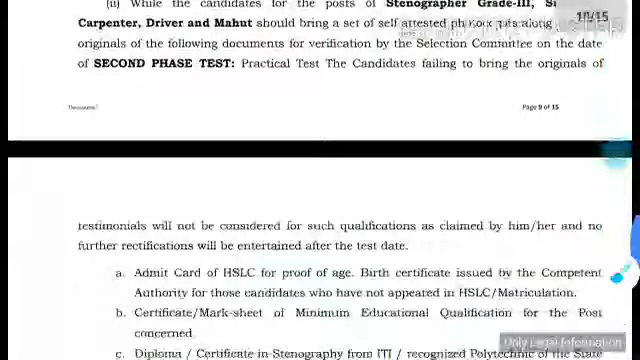 (ii) While the candidates for the posts of Stenographer Grade-III,
10/15
Carpenter, Driver and Mahut should bring a set of self attested along
originals of the following documents for verification by the Selection Committee on the date
of SECOND PHASE TEST: Practical Test The Candidates failing to bring the originals of
Page 9 of 15
testimonials will not be considered for such qualifications as claimed by him/her and no
further rectifications will be entertained after the test date.
a. Admit Card of HSLC for proof of age. Birth certificate issued by the Competent
Authority for those candidates who have not appeared in HSLC/Matriculation.
b. Certificate/Mark-sheet of Minimum Educational Qualification for the Post
concerned
Only Legal Information
c. Diploma / Certificate in Stenography from ITI / recognized Polytechnic of the State